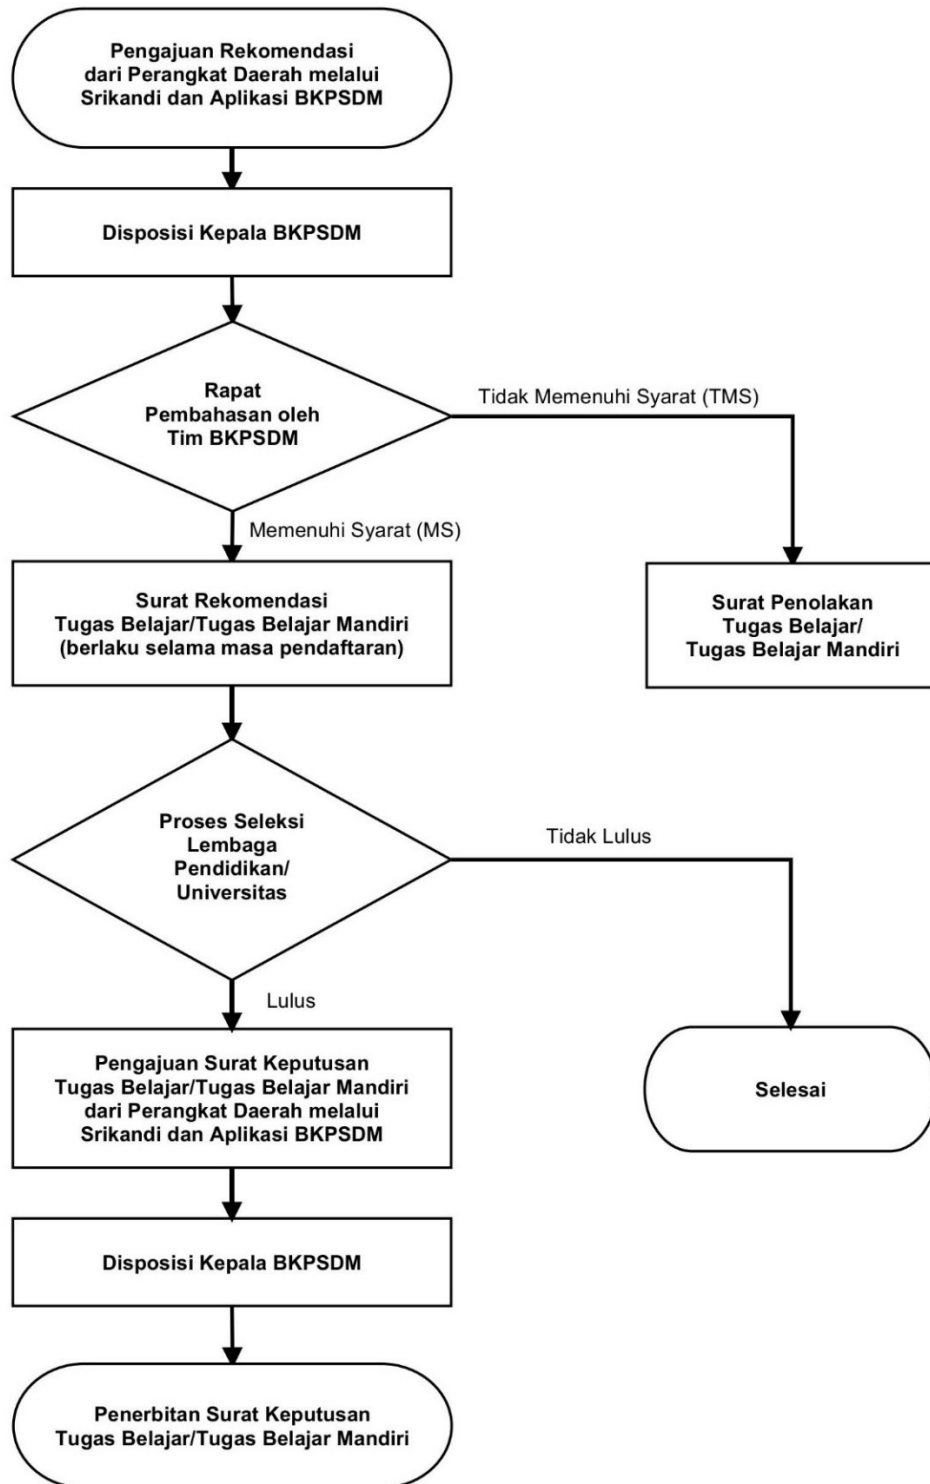 Pengajuan Rekomendasi
dari Perangkat Daerah melalui
Srikandi dan Aplikasi BKPSDM
Disposisi Kepala BKPSDM
Rapat
Pembahasan oleh
Tim BKPSDM
Tidak Memenuhi Syarat (TMS)
Memenuhi Syarat (MS)
Surat Rekomendasi
Tugas Belajar/Tugas Belajar Mandiri
(berlaku selama masa pendaftaran)
Surat Penolakan
Tugas Belajar/
Tugas Belajar Mandiri
Proses Seleksi
Lembaga
Pendidikan/
Universitas
Tidak Lulus
Lulus
Pengajuan Surat Keputusan
Tugas Belajar/Tugas Belajar Mandiri
dari Perangkat Daerah melalui
Srikandi dan Aplikasi BKPSDM
Selesai
Disposisi Kepala BKPSDM
Penerbitan Surat Keputusan
Tugas Belajar/Tugas Belajar Mandiri